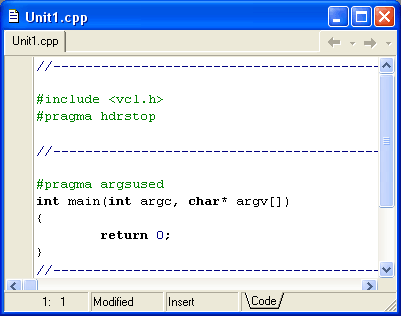 Unit1.cpp
Unit1.cpp
//---------------------------------------
#include <vcl.h>
#pragma hdrstop
//---------------------------------------
#pragma argsused
int main(int argc, char* argv[])
{
        return 0;
}
//---------------------------------------
1: 1 Modified Insert Code